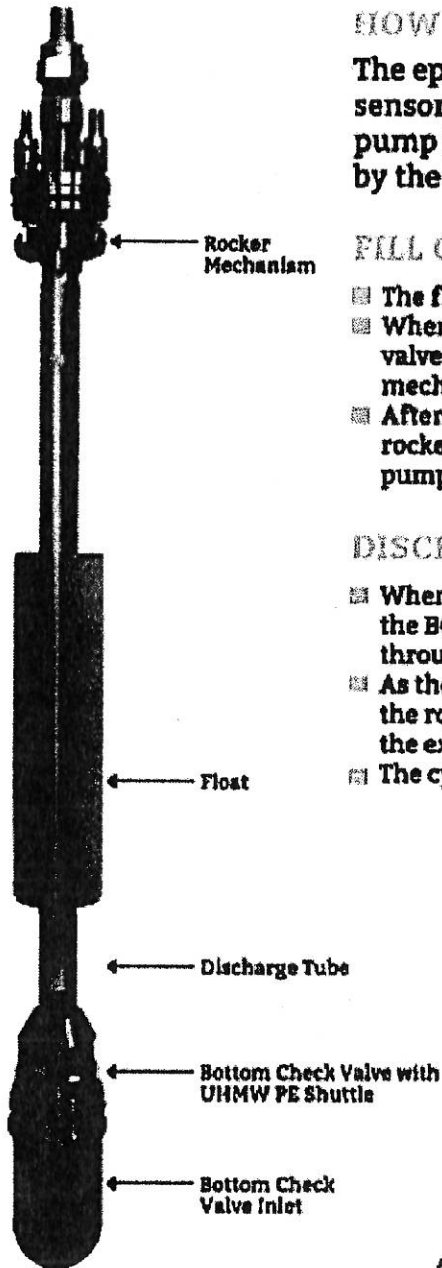 HOW
The ep
sensor
pump
by the
Rocker
Mechanism
FILL
The f
When
valve
mech
After
rocke
pump
DISCH
When
the B
throu
As the
the ro
the ex
The cy
Float
Discharge Tube
Bottom Check Valve with
UHMW PE Shuttle
Bottom Check
Valve Inlet